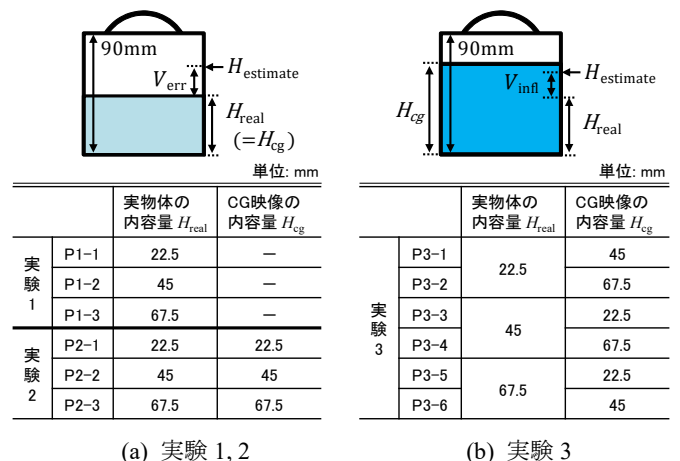 90mm
H_estimate
V_err
H_real
(=H_cg)
単位: mm
実物体の 内容量 H_real
CG映像の 内容量 H_cg
実験1
P1-1 22.5 －
P1-2 45 －
P1-3 67.5 －
実験2
P2-1 22.5 22.5
P2-2 45 45
P2-3 67.5 67.5
(a) 実験 1, 2
90mm
H_estimate
V_infl
H_cg
H_real
単位: mm
実物体の 内容量 H_real
CG映像の 内容量 H_cg
実験3
P3-1 22.5 45
P3-2 67.5
P3-3 45 22.5
P3-4 67.5
P3-5 67.5 22.5
P3-6 45
(b) 実験 3